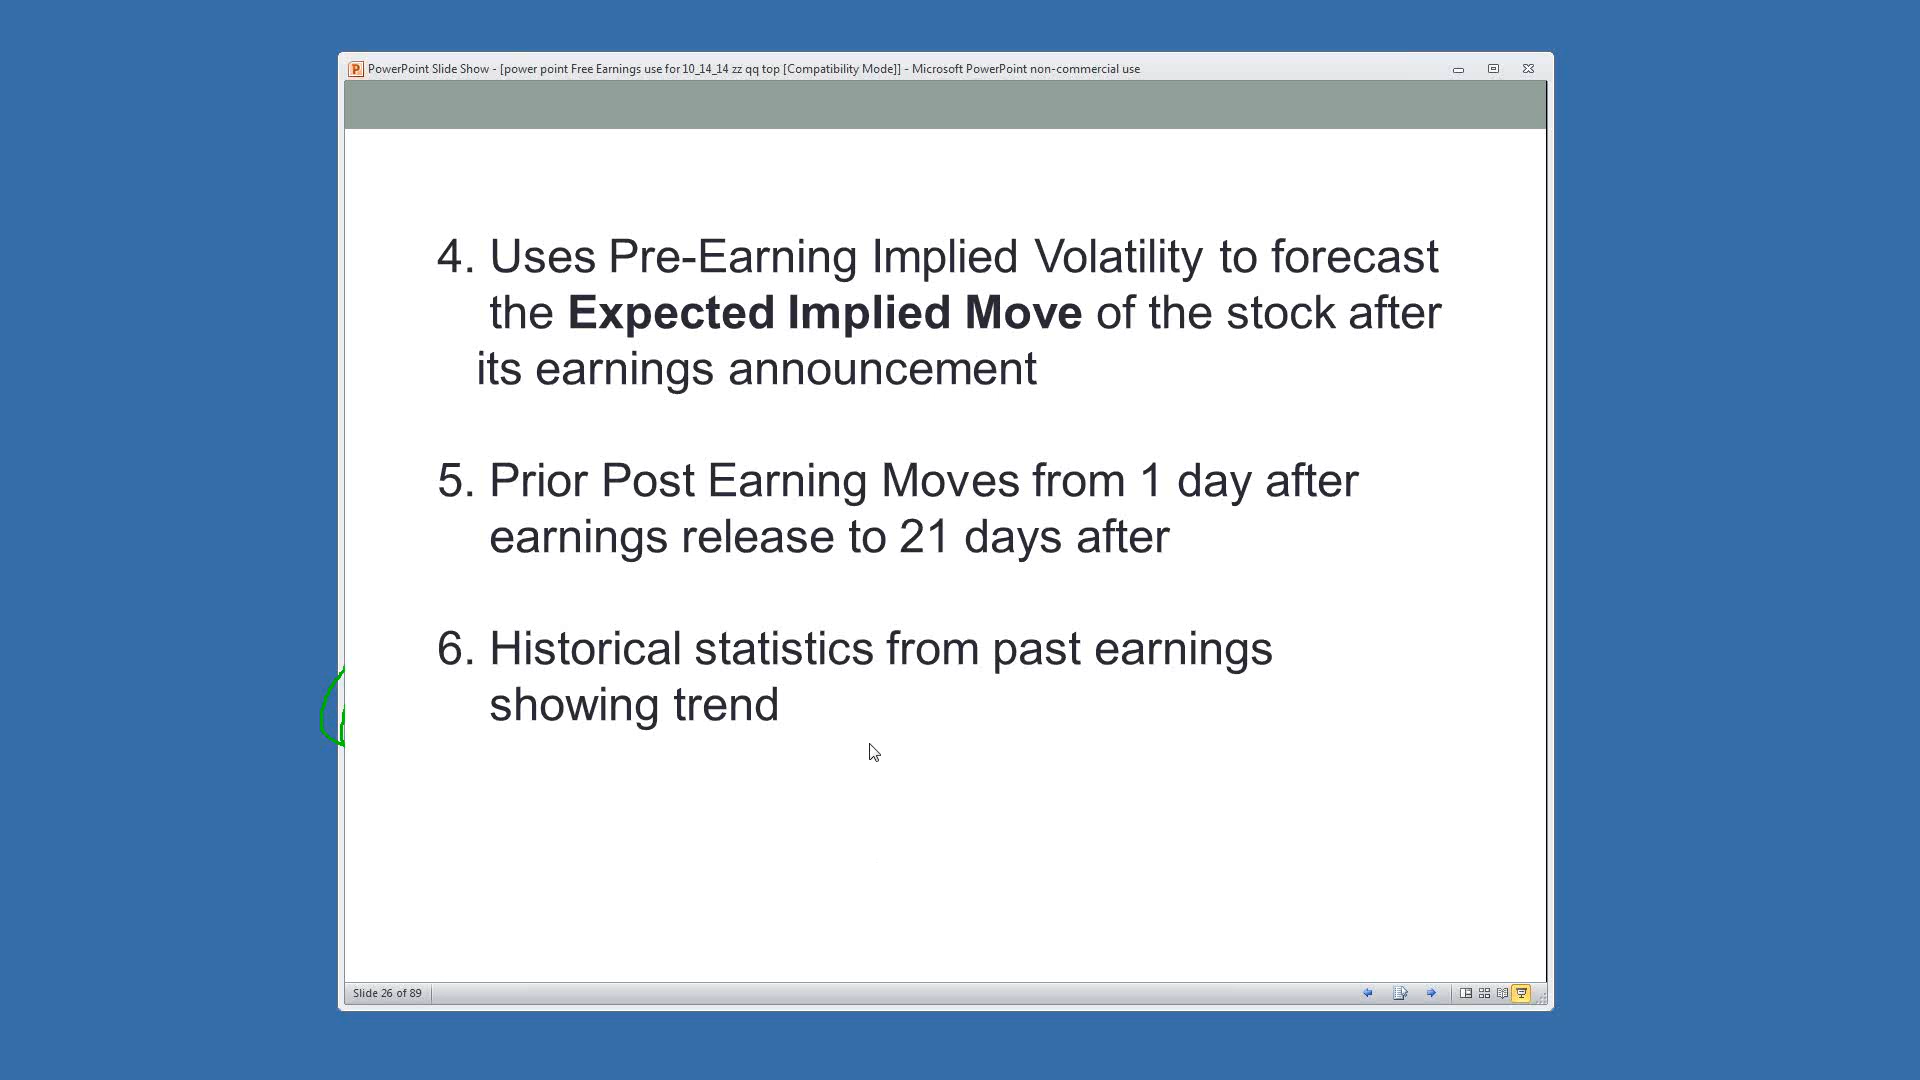 PowerPoint Slide Show - [power point Free Earnings use for 10_14_14 zz qq top [Compatibility Mode]] - Microsoft PowerPoint non-commercial use
4. Uses Pre-Earning Implied Volatility to forecast
the Expected Implied Move of the stock after
its earnings announcement
5. Prior Post Earning Moves from 1 day after
earnings release to 21 days after
6. Historical statistics from past earnings
showing trend
Slide 26 of 89